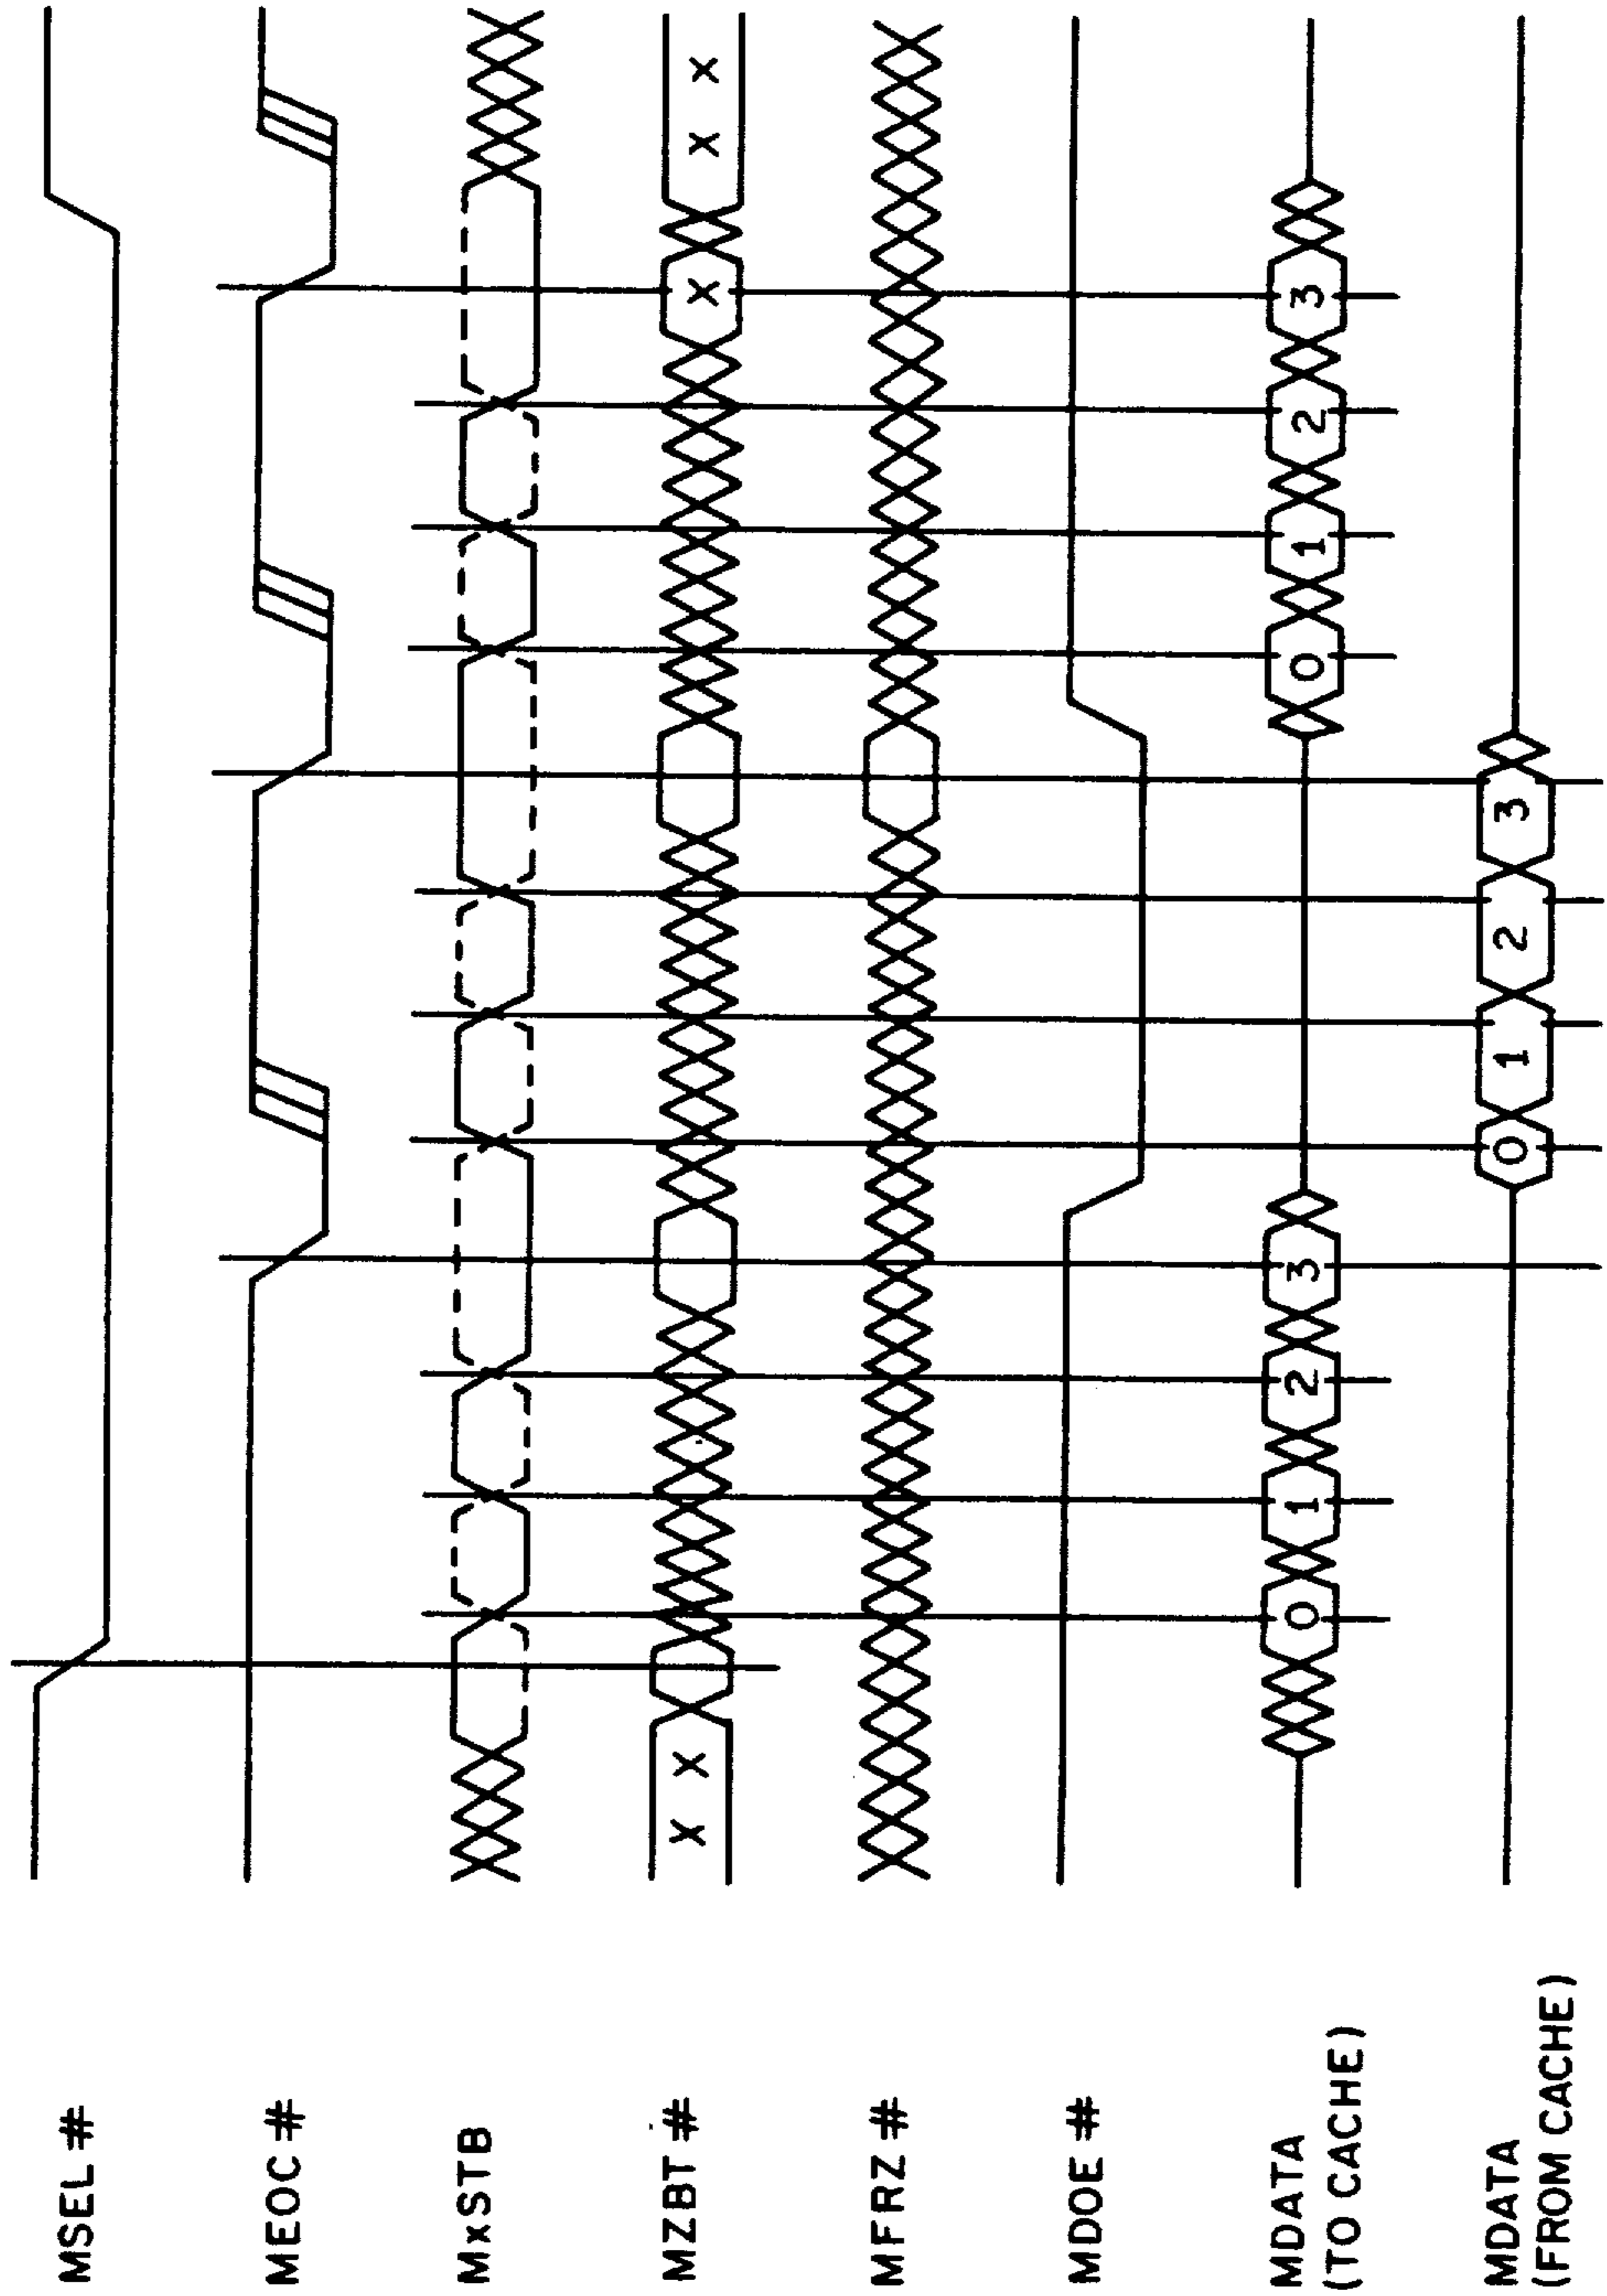 MSEL #
MEOC #
MxSTB
MZBT #
X X
X
X X
MFRZ #
MDOE #
MDATA
(TO CACHE)
0 1 2 3
0 1 2 3
MDATA
(FROM CACHE)
0 1 2 3